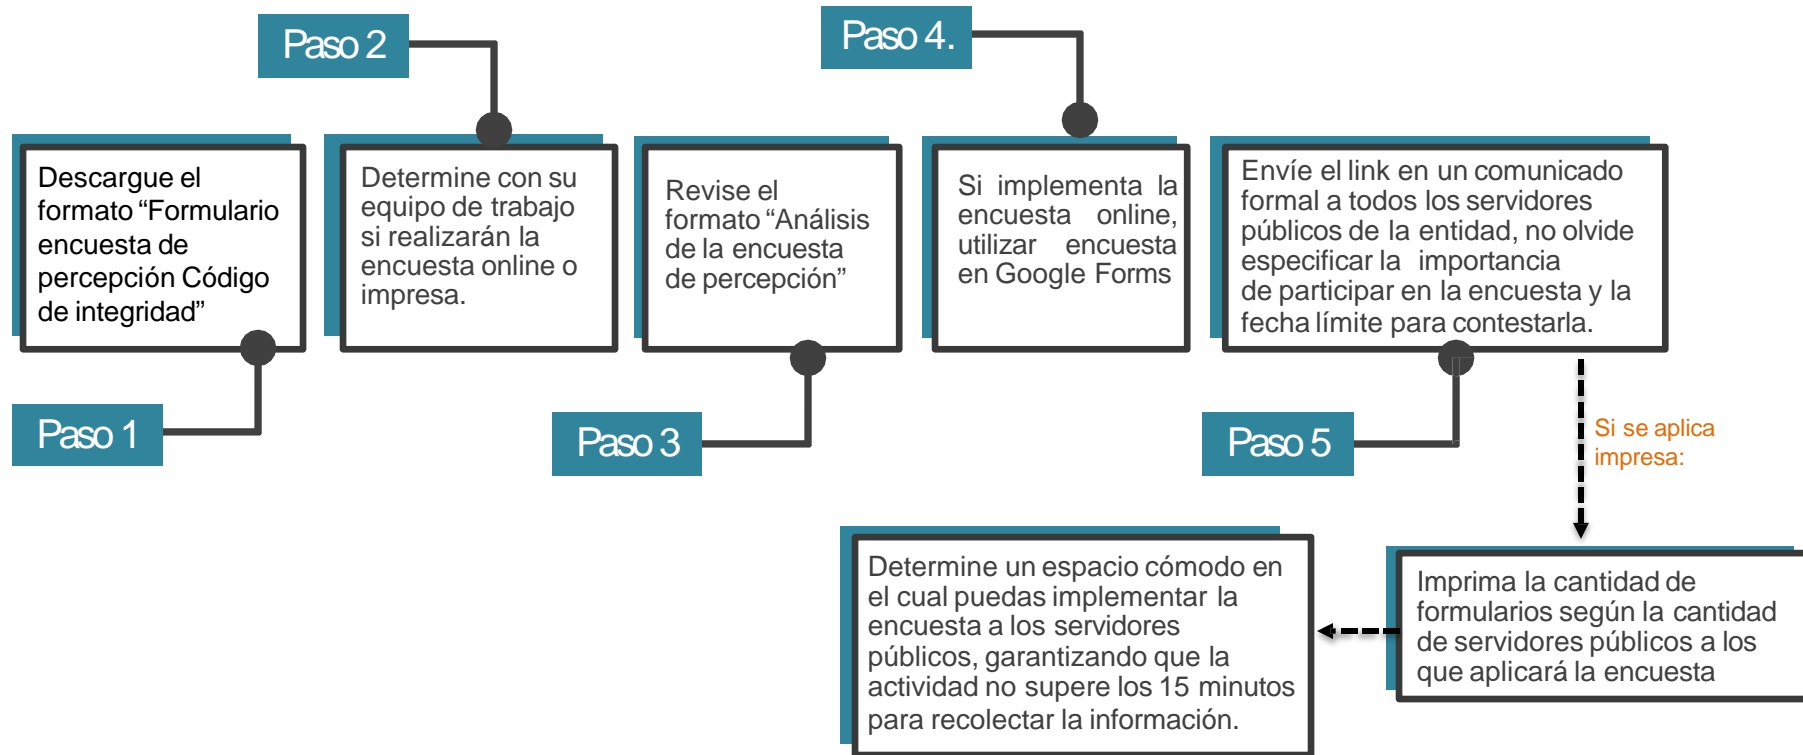 Paso 1
Descargue el
formato “Formulario
encuesta de
percepción Código
de integridad”
Paso 2
Determine con su
equipo de trabajo
si realizarán la
encuesta online o
impresa.
Paso 3
Revise el
formato “Análisis
de la encuesta
de percepción”
Paso 4.
Si implementa la
encuesta online,
utilizar encuesta
en Google Forms
Paso 5
Envíe el link en un comunicado
formal a todos los servidores
públicos de la entidad, no olvide
especificar la importancia
de participar en la encuesta y la
fecha límite para contestarla.
Si se aplica
impresa:
Imprima la cantidad de
formularios según la cantidad
de servidores públicos a los
que aplicará la encuesta
Determine un espacio cómodo en
el cual puedas implementar la
encuesta a los servidores
públicos, garantizando que la
actividad no supere los 15 minutos
para recolectar la información.